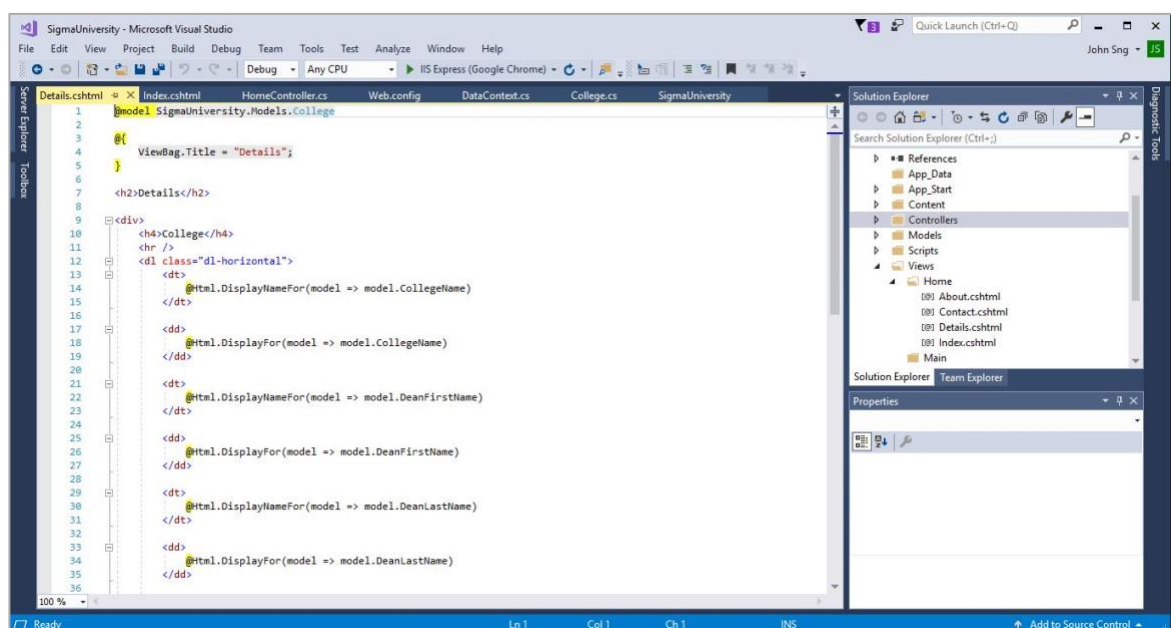 SigmaUniversity - Microsoft Visual Studio
Quick Launch (Ctrl+Q)
File Edit View Project Build Debug Team Tools Test Analyze Window Help
John Sng
JS
Debug
Any CPU
IIS Express (Google Chrome)
Server Explorer
Toolbox
Details.cshtml Index.cshtml HomeController.cs Web.config DataContext.cs College.cs SigmaUniversity
1 @model SigmaUniversity.Models.College
2
3 @{
4 ViewBag.Title = "Details";
5 }
6
7 <h2>Details</h2>
8
9 <div>
10 <h4>College</h4>
11 <hr />
12 <dl class="dl-horizontal">
13 <dt>
14 @Html.DisplayNameFor(model => model.CollegeName)
15 </dt>
16
17 <dd>
18 @Html.DisplayFor(model => model.CollegeName)
19 </dd>
20
21 <dt>
22 @Html.DisplayNameFor(model => model.DeanFirstName)
23 </dt>
24
25 <dd>
26 @Html.DisplayFor(model => model.DeanFirstName)
27 </dd>
28
29 <dt>
30 @Html.DisplayNameFor(model => model.DeanLastName)
31 </dt>
32
33 <dd>
34 @Html.DisplayFor(model => model.DeanLastName)
35 </dd>
36
100 %
Solution Explorer
Search Solution Explorer (Ctrl+;)
References
App_Data
App_Start
Content
Controllers
Models
Scripts
Views
Home
About.cshtml
Contact.cshtml
Details.cshtml
Index.cshtml
Main
Solution Explorer Team Explorer
Properties
Diagnostic Tools
Ready Ln 1 Col 1 Ch 1 INS Add to Source Control